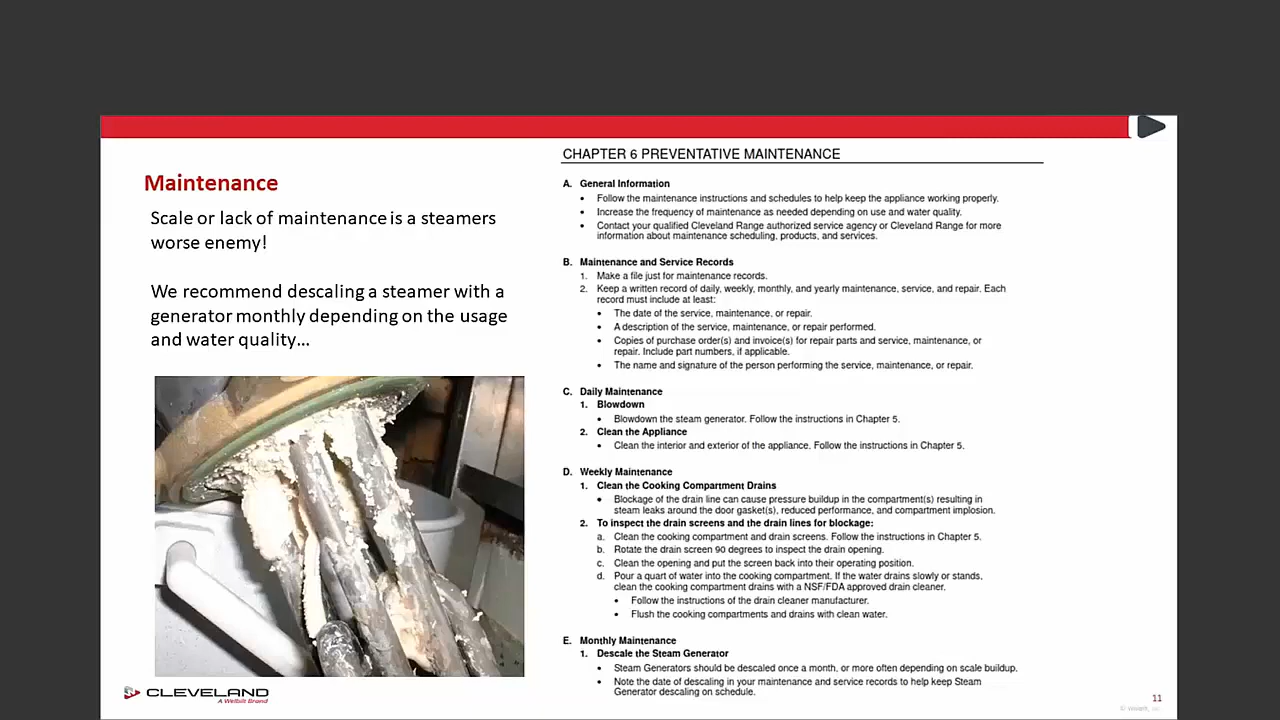 Maintenance
Scale or lack of maintenance is a steamers
worse enemy!
We recommend descaling a steamer with a
generator monthly depending on the usage
and water quality...
CLEVELAND
A Welbilt Brand
CHAPTER 6 PREVENTATIVE MAINTENANCE
A. General Information
• Follow the maintenance instructions and schedules to help keep the appliance working properly.
• Increase the frequency of maintenance as needed depending on use and water quality.
• Contact your qualified Cleveland Range authorized service agency or Cleveland Range for more
information about maintenance scheduling, products, and services.
B. Maintenance and Service Records
1. Make a file just for maintenance records.
2. Keep a written record of daily, weekly, monthly, and yearly maintenance, service, and repair. Each
record must include at least:
• The date of the service, maintenance, or repair.
• A description of the service, maintenance, or repair performed.
• Copies of purchase order(s) and invoice(s) for repair parts and service, maintenance, or
repair. Include part numbers, if applicable.
• The name and signature of the person performing the service, maintenance, or repair.
C. Daily Maintenance
1. Blowdown
• Blowdown the steam generator. Follow the instructions in Chapter 5.
2. Clean the Appliance
• Clean the interior and exterior of the appliance. Follow the instructions in Chapter 5.
D. Weekly Maintenance
1. Clean the Cooking Compartment Drains
• Blockage of the drain line can cause pressure buildup in the compartment(s) resulting in
steam leaks around the door gasket(s), reduced performance, and compartment implosion.
2. To inspect the drain screens and the drain lines for blockage:
a. Clean the cooking compartment and drain screens. Follow the instructions in Chapter 5.
b. Rotate the drain screen 90 degrees to inspect the drain opening.
c. Clean the opening and put the screen back into their operating position.
d. Pour a quart of water into the cooking compartment. If the water drains slowly or stands,
clean the cooking compartment drains with a NSF/FDA approved drain cleaner.
• Follow the instructions of the drain cleaner manufacturer.
• Flush the cooking compartments and drains with clean water.
E. Monthly Maintenance
1. Descale the Steam Generator
• Steam Generators should be descaled once a month, or more often depending on scale buildup.
• Note the date of descaling in your maintenance and service records to help keep Steam
Generator descaling on schedule.
11